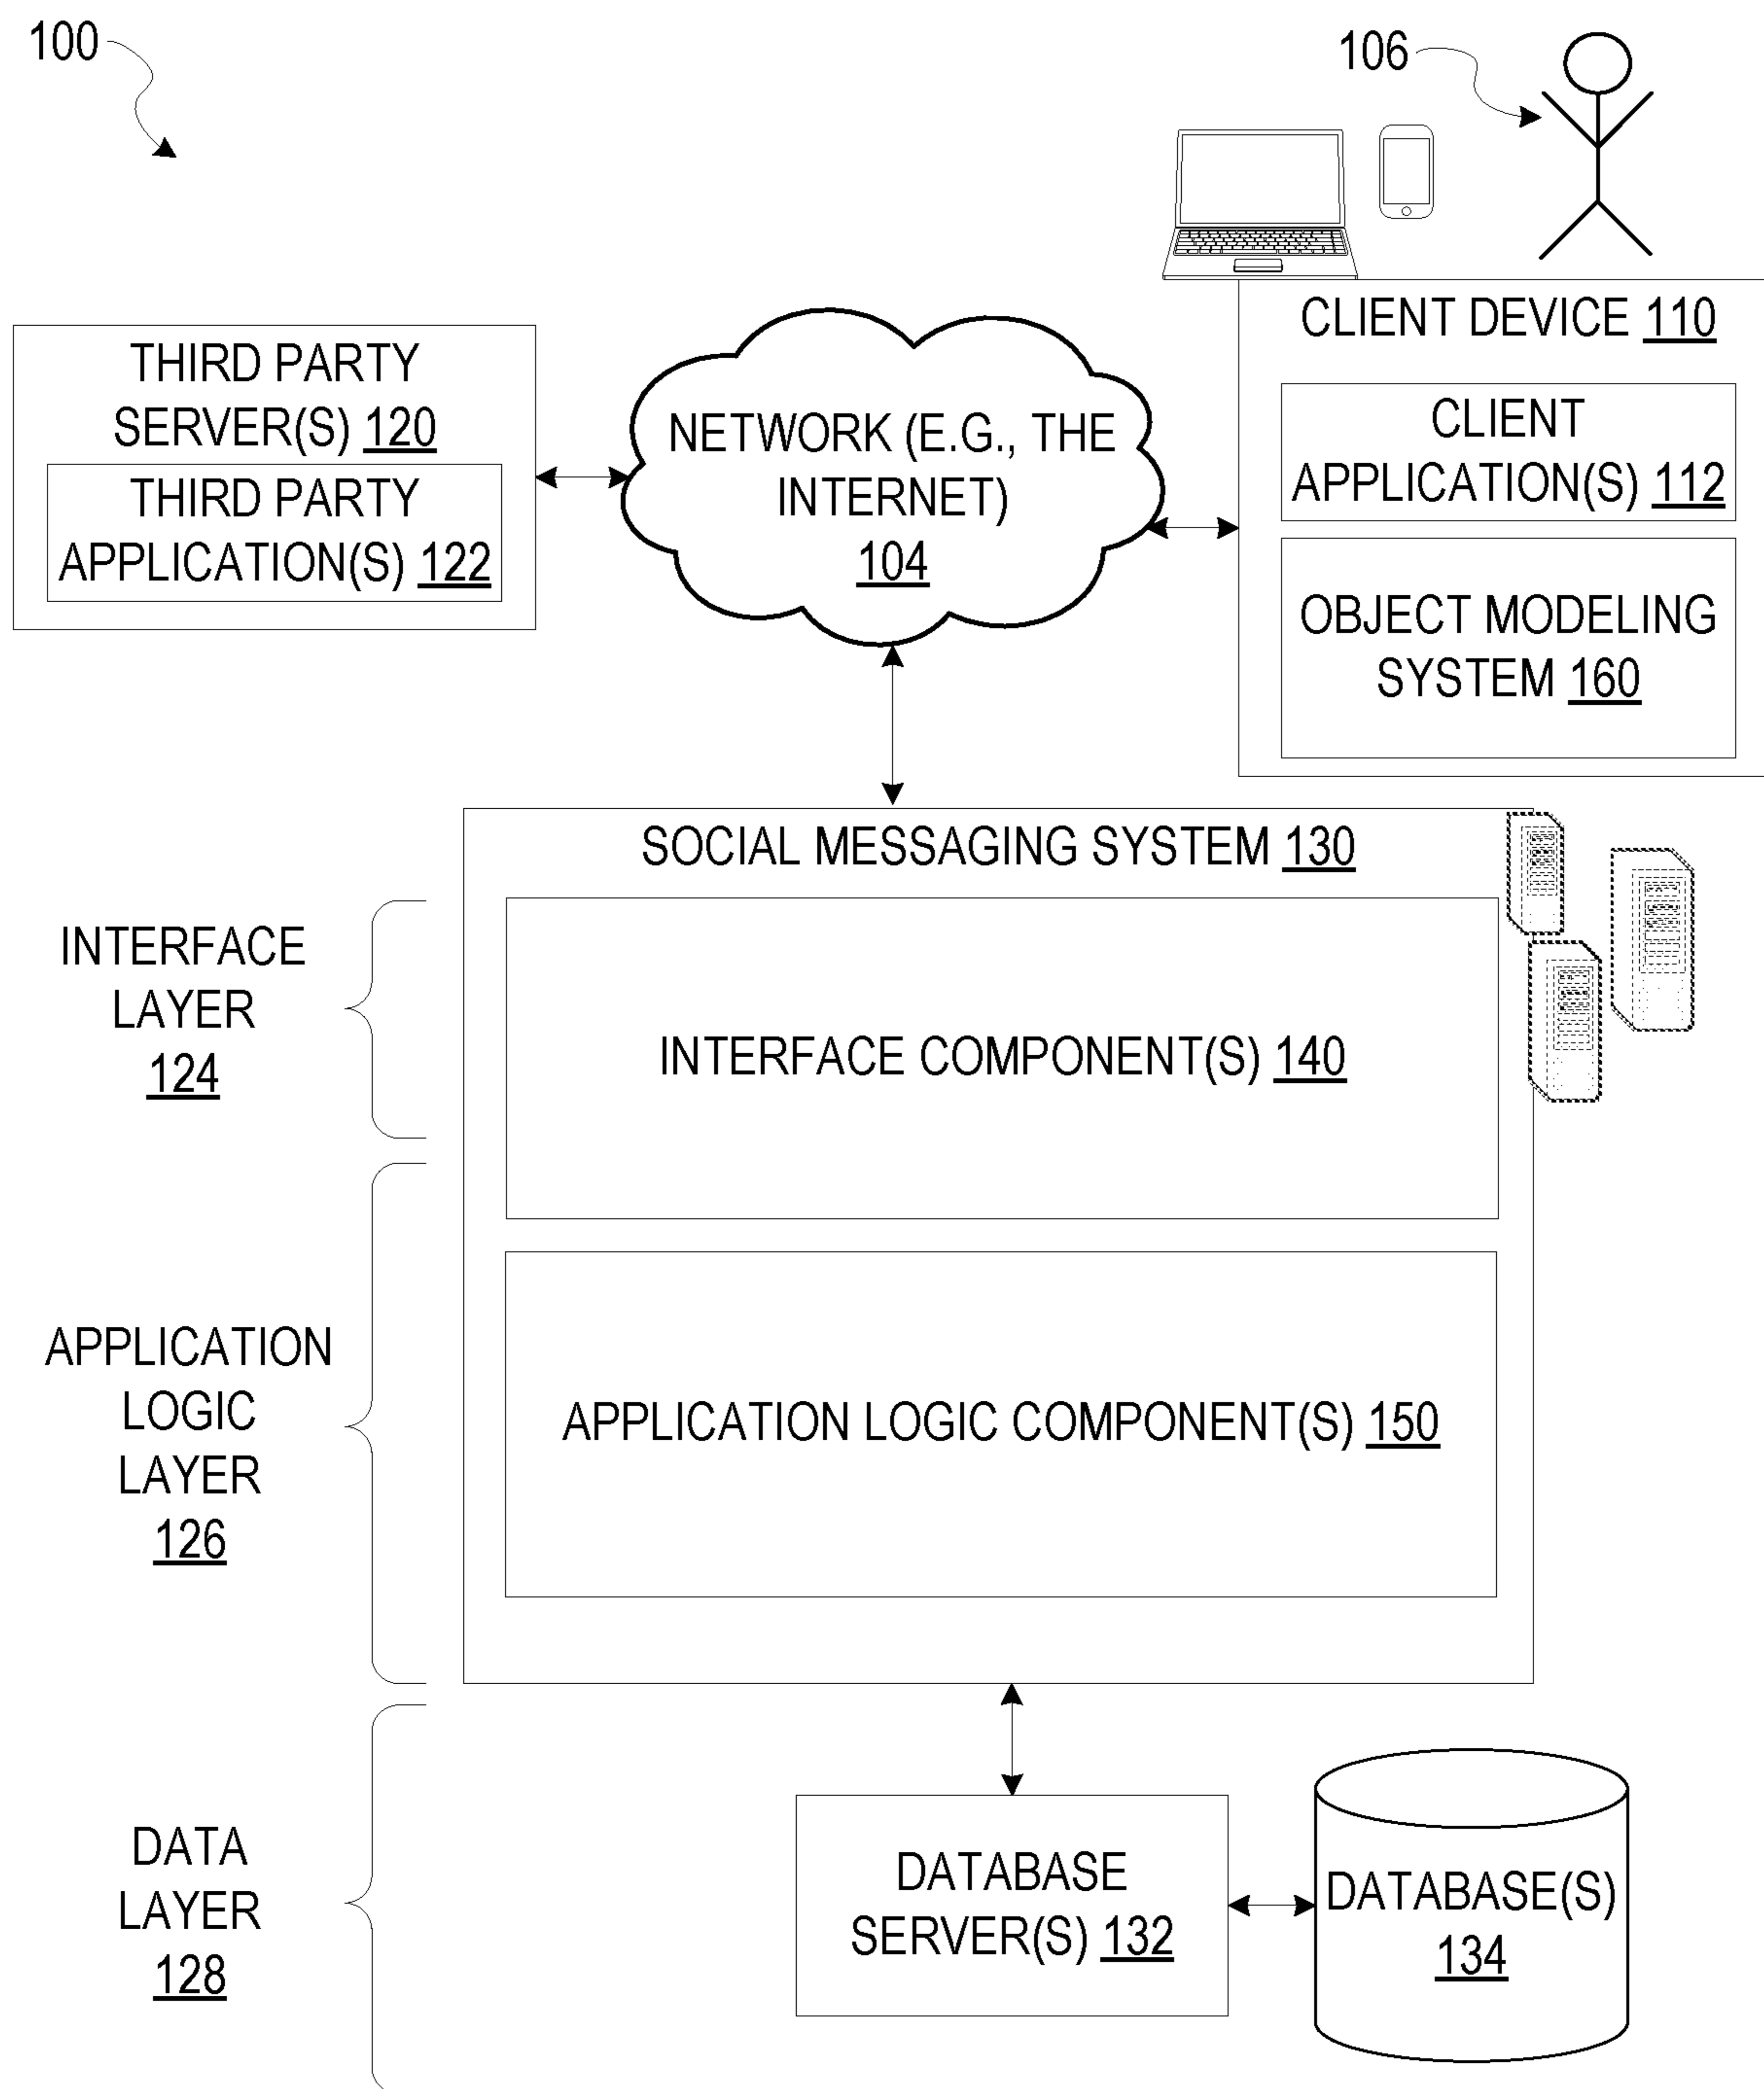 100
106
THIRD PARTY
SERVER(S) 120
THIRD PARTY
APPLICATION(S) 122
NETWORK (E.G., THE
INTERNET)
104
CLIENT DEVICE 110
CLIENT
APPLICATION(S) 112
OBJECT MODELING
SYSTEM 160
SOCIAL MESSAGING SYSTEM 130
INTERFACE
LAYER
124
INTERFACE COMPONENT(S) 140
APPLICATION
LOGIC
LAYER
126
APPLICATION LOGIC COMPONENT(S) 150
DATA
LAYER
128
DATABASE
SERVER(S) 132
DATABASE(S)
134